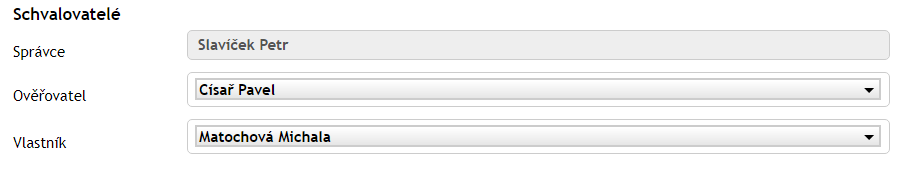 Schvalovatelé
Správce Slavíček Petr
Ověřovatel Císař Pavel
Vlastník Matochová Michala